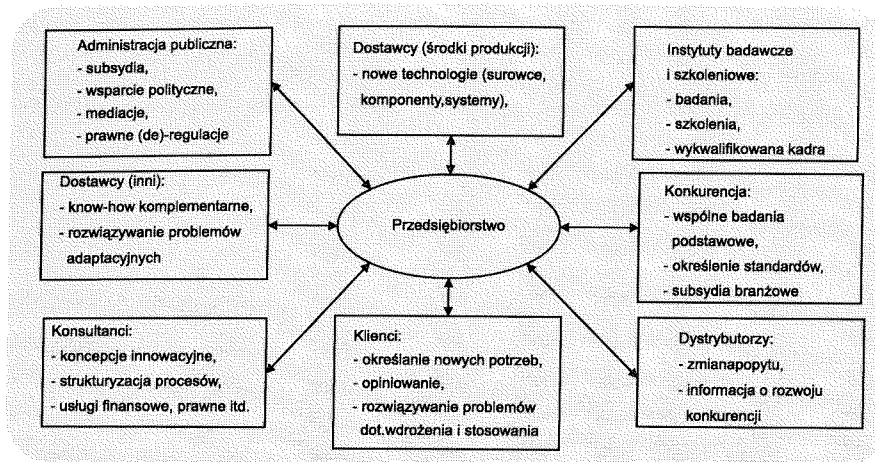 Administracja publiczna:
- subsydia,
- wsparcie polityczne,
- mediacje,
- prawne (de)-regulacje
Dostawcy (środki produkcji):
- nowe technologie (surowce,
komponenty,systemy),
Instytuty badawcze
i szkoleniowe:
- badania,
- szkolenia,
- wykwalifikowana kadra
Dostawcy (inni):
- know-how komplementarne,
- rozwiązywanie problemów
adaptacyjnych
Przedsiębiorstwo
Konkurencja:
- wspólne badania
podstawowe,
- określenie standardów,
- subsydia branżowe
Konsultanci:
- koncepcje innowacyjne,
- strukturyzacja procesów,
- usługi finansowe, prawne itd.
Klienci:
- określanie nowych potrzeb,
- opiniowanie,
- rozwiązywanie problemów
dot.wdrożenia i stosowania
Dystrybutorzy:
- zmianapopytu,
- informacja o rozwoju
konkurencji